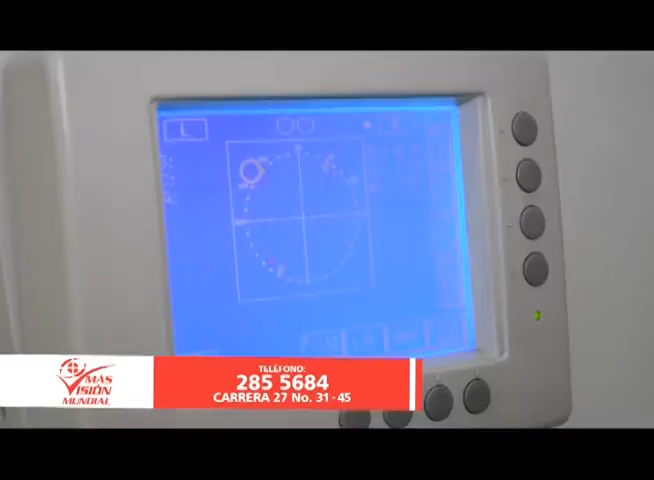 L
MÁS
VISIÓN
MUNDIAL
TELÉFONO:
285 5684
CARRERA 27 No. 31-45